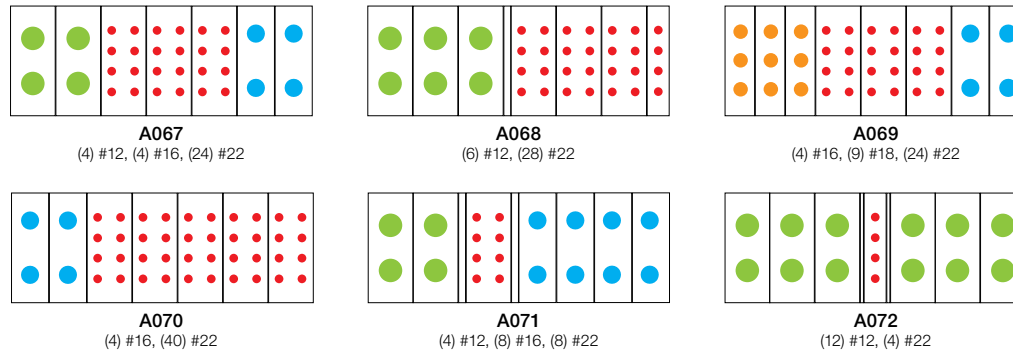 A067
(4) #12, (4) #16, (24) #22
A068
(6) #12, (28) #22
A069
(4) #16, (9) #18, (24) #22
A070
(4) #16, (40) #22
A071
(4) #12, (8) #16, (8) #22
A072
(12) #12, (4) #22